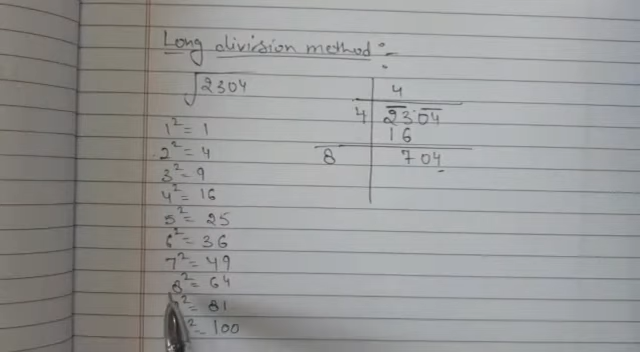 Long division method :-
√2304
1² = 1
2² = 4
3² = 9
4² = 16
5² = 25
6² = 36
7² = 49
8² = 64
² = 81
² = 100
4
4 2304
16
8 704